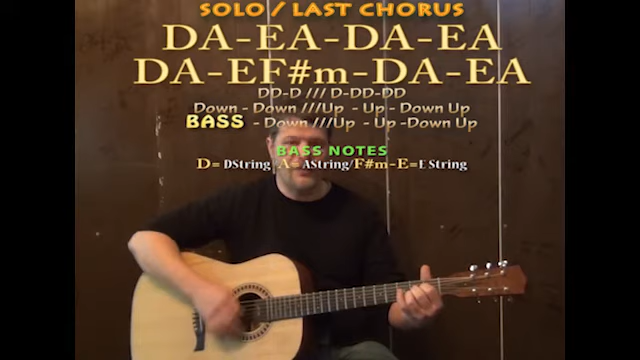 SOLO / LAST CHORUS
DA-EA-DA-EA
DA-EF#m-DA-EA
DD-D /// D-DD-DD
Down - Down ///Up - Up - Down Up
BASS - Down ///Up - Up -Down Up
BASS NOTES
D= DString A= AString/F#m-E=E String